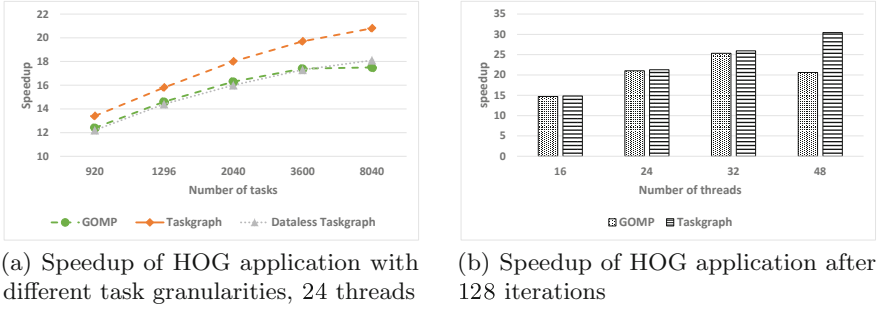 22
20
18
16
14
12
10
Speedup
920 1296 2040 3600 8040
Number of tasks
GOMP Taskgraph Dataless Taskgraph
35
30
25
20
15
10
5
0
speedup
16 24 32 48
Number of threads
GOMP Taskgraph
(a) Speedup of HOG application with
different task granularities, 24 threads
(b) Speedup of HOG application after
128 iterations